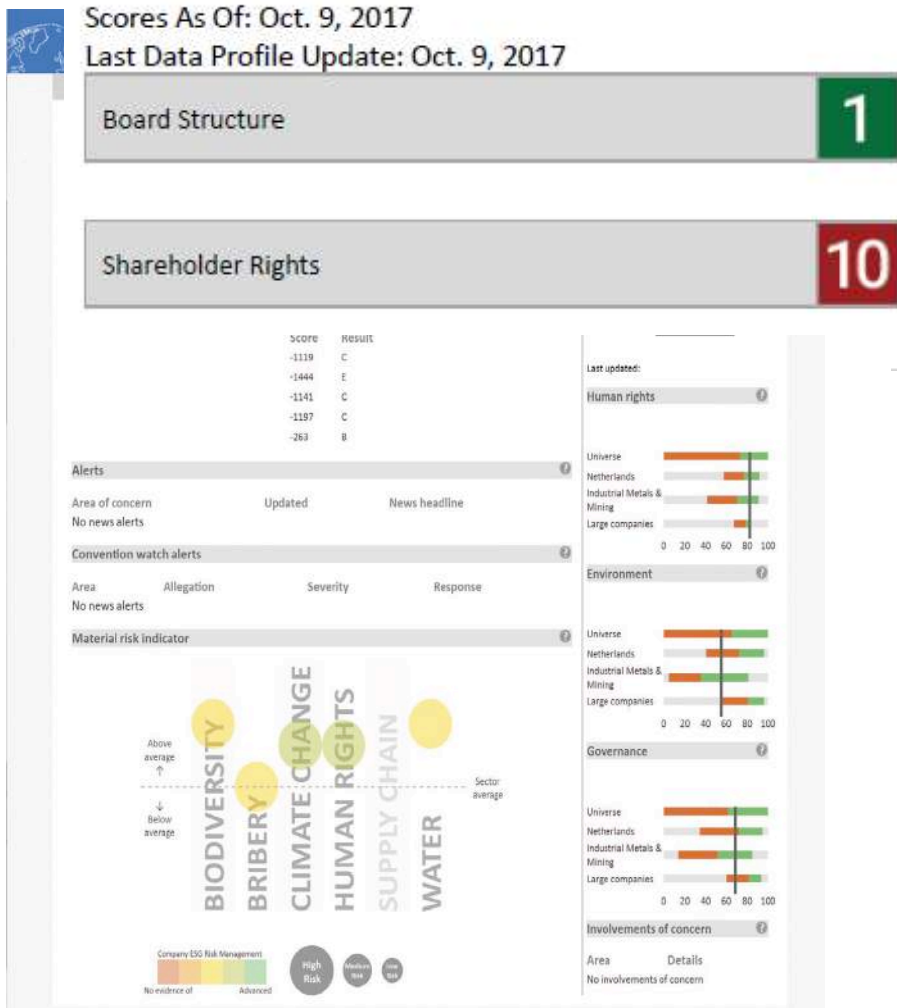 Scores As Of: Oct. 9, 2017
Last Data Profile Update: Oct. 9, 2017
Board Structure 1
Shareholder Rights 10
Score Result
-1119 C
-1444 E
-1141 C
-1197 C
-263 B
Alerts
Area of concern Updated News headline
No news alerts
Convention watch alerts
Area Allegation Severity Response
No news alerts
Material risk indicator
Above
average
↑
↓
Below
average
Sector
average
BIODIVERSITY
BRIBERY
CLIMATE CHANGE
HUMAN RIGHTS
SUPPLY CHAIN
WATER
Company ESG Risk Management
No evidence of Advanced
High
Risk
Medium
Risk
Low
Risk
Last updated:
Human rights
Universe
Netherlands
Industrial Metals &
Mining
Large companies
0 20 40 60 80 100
Environment
Universe
Netherlands
Industrial Metals &
Mining
Large companies
0 20 40 60 80 100
Governance
Universe
Netherlands
Industrial Metals &
Mining
Large companies
0 20 40 60 80 100
Involvements of concern
Area Details
No involvements of concern